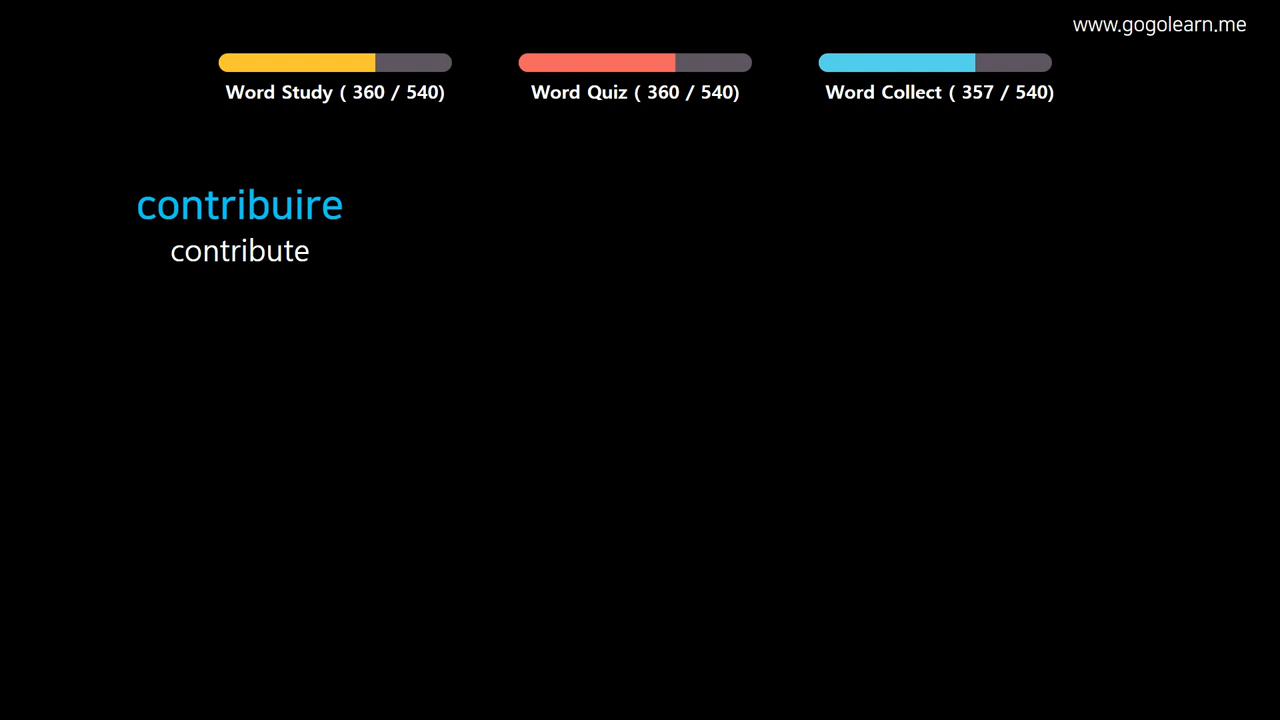 www.gogolearn.me
Word Study ( 360 / 540)
Word Quiz ( 360 / 540)
Word Collect ( 357 / 540)
contribuire
contribute